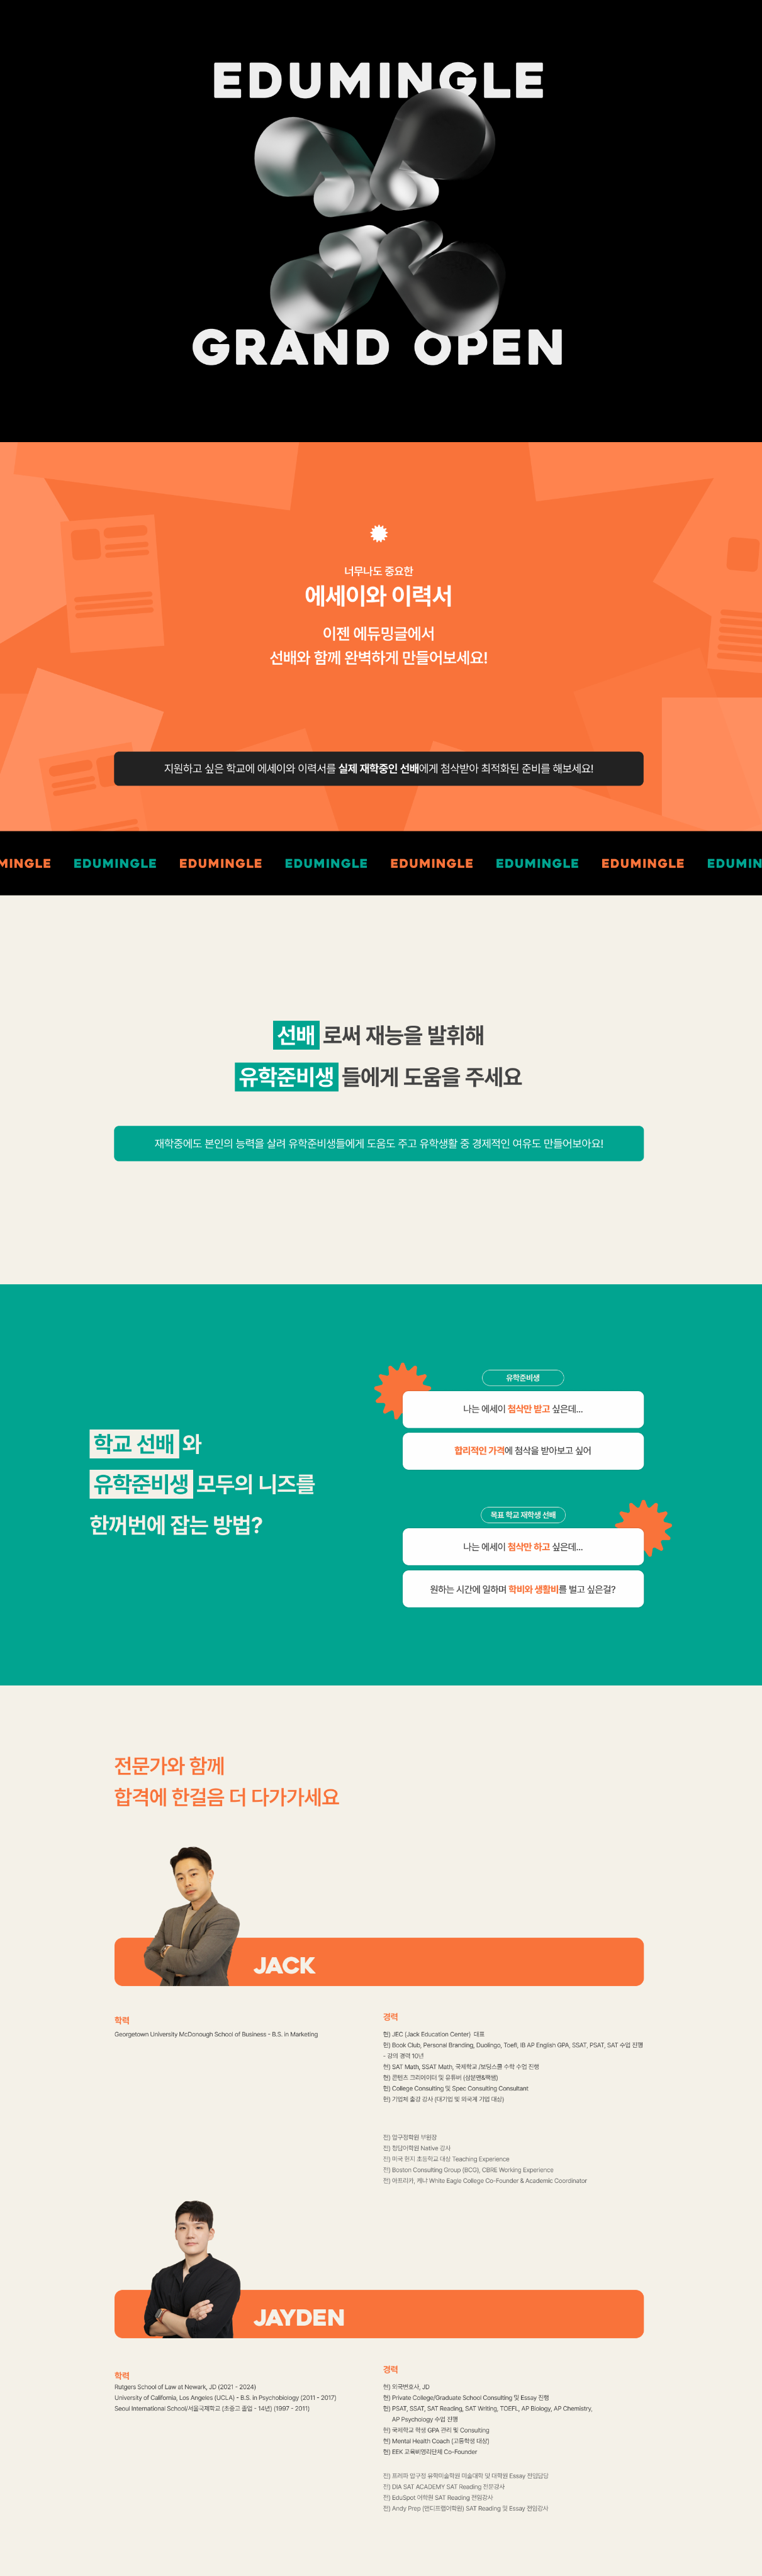 EDUMINGLE
GRAND OPEN
너무나도 중요한
에세이와 이력서
이젠 에듀밍글에서
선배와 함께 완벽하게 만들어보세요!
지원하고 싶은 학교에 에세이와 이력서를 실제 재학중인 선배에게 첨삭받아 최적화된 준비를 해보세요!
MINGLE EDUMINGLE EDUMINGLE EDUMINGLE EDUMINGLE EDUMINGLE EDUMINGLE EDUMIN
선배 로써 재능을 발휘해
유학준비생 들에게 도움을 주세요
재학중에도 본인의 능력을 살려 유학준비생들에게 도움도 주고 유학생활 중 경제적인 여유도 만들어보아요!
학교 선배 와
유학준비생 모두의 니즈를
한꺼번에 잡는 방법?
유학준비생
나는 에세이 첨삭만 받고 싶은데...
합리적인 가격에 첨삭을 받아보고 싶어
목표 학교 재학생 선배
나는 에세이 첨삭만 하고 싶은데...
원하는 시간에 일하며 학비와 생활비를 벌고 싶은걸?
전문가와 함께
합격에 한걸음 더 다가가세요
JACK
학력
Georgetown University McDonough School of Business - B.S. in Marketing
경력
현) JEC (Jack Education Center) 대표
현) Book Club, Personal Branding, Duolingo, Toefl, IB AP English GPA, SSAT, PSAT, SAT 수업 진행
- 강의 경력 10년
현) SAT Math, SSAT Math, 국제학교 /보딩스쿨 수학 수업 진행
현) 콘텐츠 크리에이터 및 유튜버
현) College Consulting 및 Spec Consulting Consultant
현) 기업체 출강 강사 (대기업 및 외국계 기업 대상)
전) 압구정학원 부원장
전) 청담어학원 Native 강사
전) 미국 현지 초등학교 대상 Teaching Experience
전) Boston Consulting Group (BCG), CBRE Working Experience
전) 아프리카, 케냐 White Eagle College Co-Founder & Academic Coordinator
JAYDEN
학력
Rutgers School of Law at Newark, JD (2021 - 2024)
University of California, Los Angeles (UCLA) - B.S. in Psychobiology (2011 - 2017)
Seoul International School/서울국제학교 (초중고 졸업 - 14년) (1997 - 2011)
경력
현) 외국변호사, JD
현) Private College/Graduate School Consulting 및 Essay 진행
현) PSAT, SSAT, SAT Reading, SAT Writing, TOEFL, AP Biology, AP Chemistry,
AP Psychology 수업 진행
현) 국제학교 학생 GPA 관리 및 Consulting
현) Mental Health Coach (고등학생 대상)
현) EEK 교육비영리단체 Co-Founder
전) 프레파 압구정 유학미술학원 미술대학 및 대학원 Essay 전임담당
전) DIA SAT ACADEMY SAT Reading 전문강사
전) EduSpot 어학원 SAT Reading 전임강사
전) Andy Prep (앤디프렙어학원) SAT Reading 및 Essay 전임강사